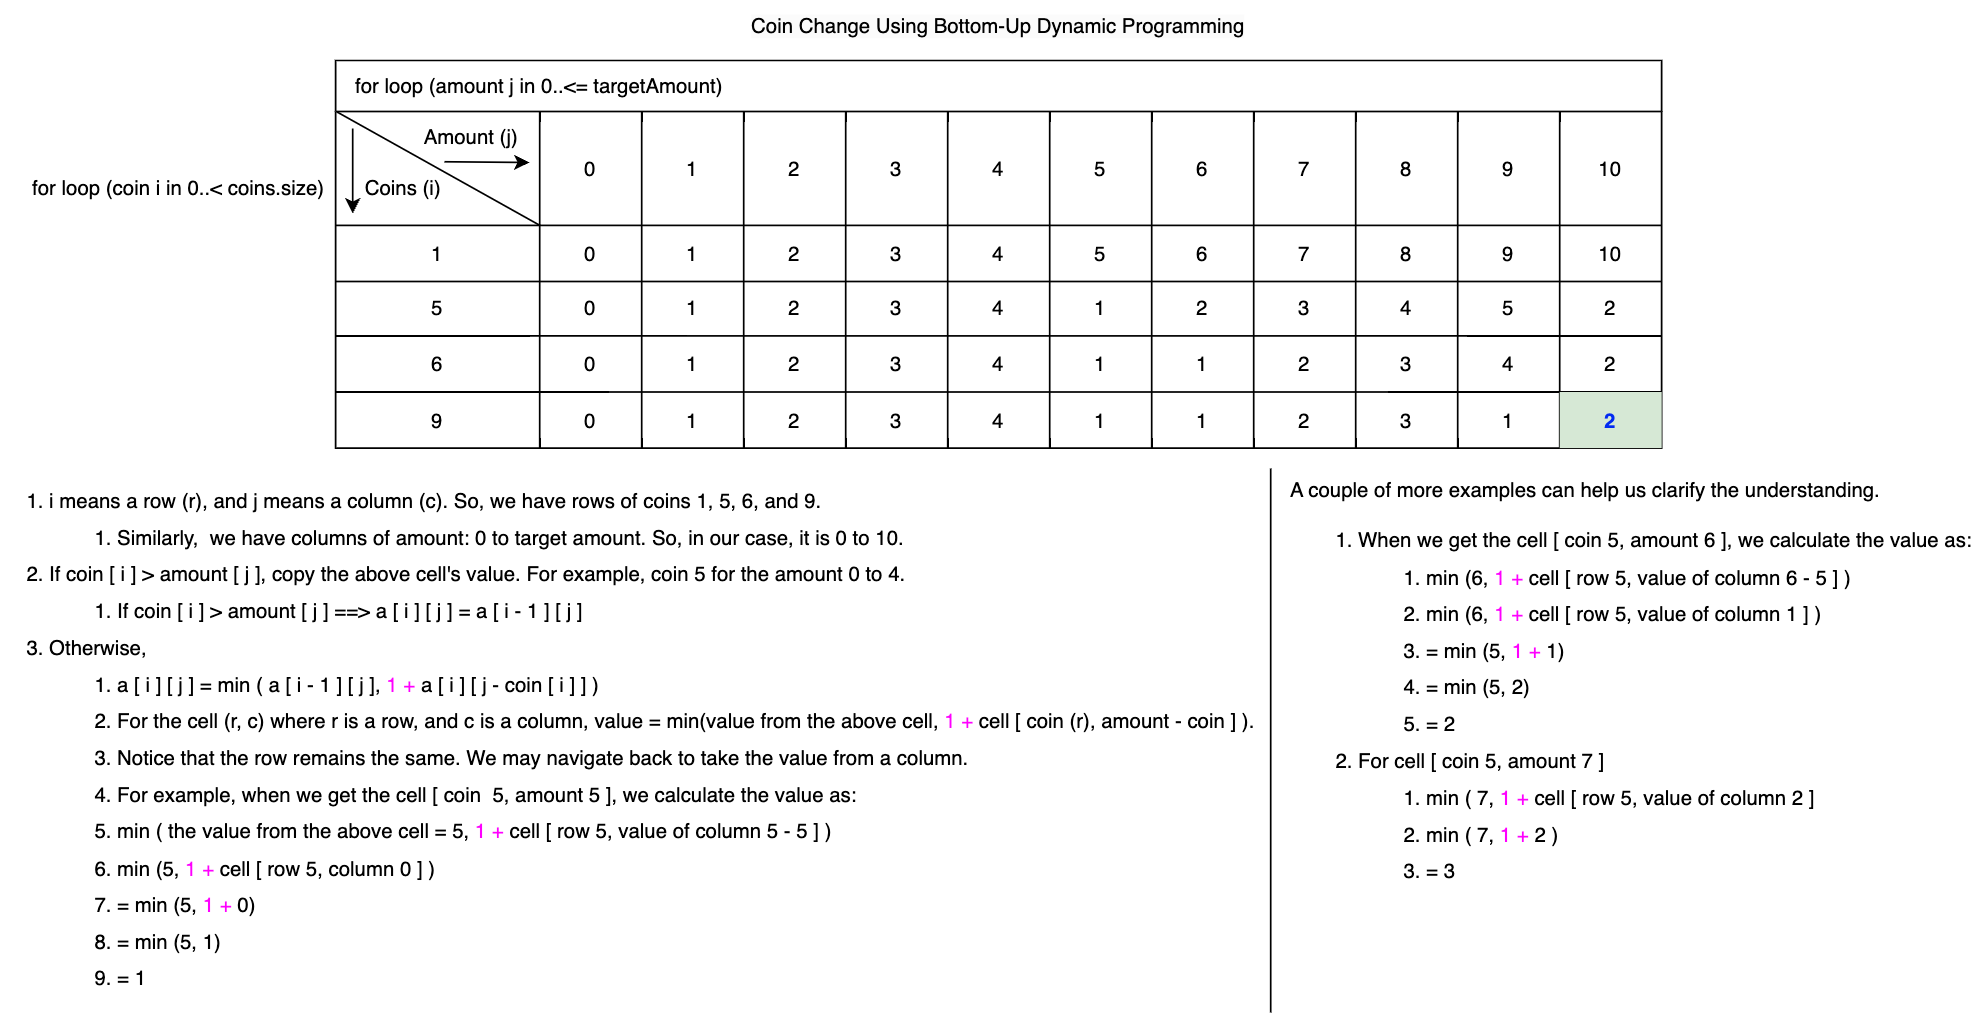 Coin Change Using Bottom-Up Dynamic Programming
for loop (amount j in 0..<= targetAmount)
for loop (coin i in 0..< coins.size)
Amount (j)
Coins (i)
0 1 2 3 4 5 6 7 8 9 10
1 0 1 2 3 4 5 6 7 8 9 10
5 0 1 2 3 4 1 2 3 4 5 2
6 0 1 2 3 4 1 1 2 3 4 2
9 0 1 2 3 4 1 1 2 3 1 2
1. i means a row (r), and j means a column (c). So, we have rows of coins 1, 5, 6, and 9.
1. Similarly,  we have columns of amount: 0 to target amount. So, in our case, it is 0 to 10.
2. If coin [ i ] > amount [ j ], copy the above cell's value. For example, coin 5 for the amount 0 to 4.
1. If coin [ i ] > amount [ j ] ==> a [ i ] [ j ] = a [ i - 1 ] [ j ]
3. Otherwise,
1. a [ i ] [ j ] = min ( a [ i - 1 ] [ j ], 1 + a [ i ] [ j - coin [ i ] ] )
2. For the cell (r, c) where r is a row, and c is a column, value = min(value from the above cell, 1 + cell [ coin (r), amount - coin ] ).
3. Notice that the row remains the same. We may navigate back to take the value from a column.
4. For example, when we get the cell [ coin  5, amount 5 ], we calculate the value as:
5. min ( the value from the above cell = 5, 1 + cell [ row 5, value of column 5 - 5 ] )
6. min (5, 1 + cell [ row 5, column 0 ] )
7. = min (5, 1 + 0)
8. = min (5, 1)
9. = 1
A couple of more examples can help us clarify the understanding.
1. When we get the cell [ coin 5, amount 6 ], we calculate the value as:
1. min (6, 1 + cell [ row 5, value of column 6 - 5 ] )
2. min (6, 1 + cell [ row 5, value of column 1 ] )
3. = min (5, 1 + 1)
4. = min (5, 2)
5. = 2
2. For cell [ coin 5, amount 7 ]
1. min ( 7, 1 + cell [ row 5, value of column 2 ]
2. min ( 7, 1 + 2 )
3. = 3